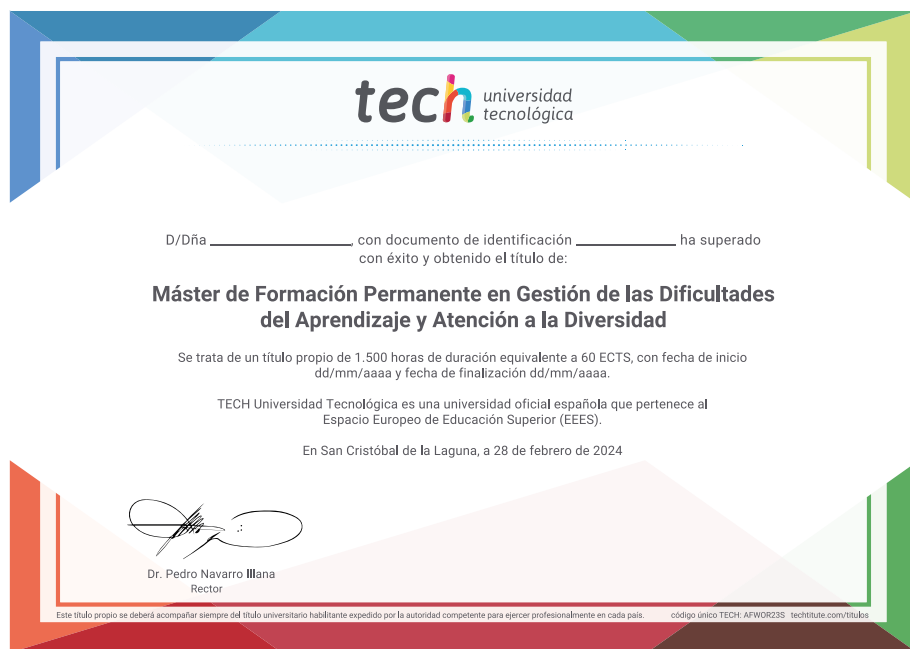 tech universidad
tecnológica
D/Dña ______________, con documento de identificación __________ ha superado
con éxito y obtenido el título de:
Máster de Formación Permanente en Gestión de las Dificultades
del Aprendizaje y Atención a la Diversidad
Se trata de un título propio de 1.500 horas de duración equivalente a 60 ECTS, con fecha de inicio
dd/mm/aaaa y fecha de finalización dd/mm/aaaa.
TECH Universidad Tecnológica es una universidad oficial española que pertenece al
Espacio Europeo de Educación Superior (EEES).
En San Cristóbal de la Laguna, a 28 de febrero de 2024
Dr. Pedro Navarro Illana
Rector
Este título propio se deberá acompañar siempre del título universitario habilitante expedido por la autoridad competente para ejercer profesionalmente en cada país. código único TECH: AFWOR23S techtitute.com/titulos